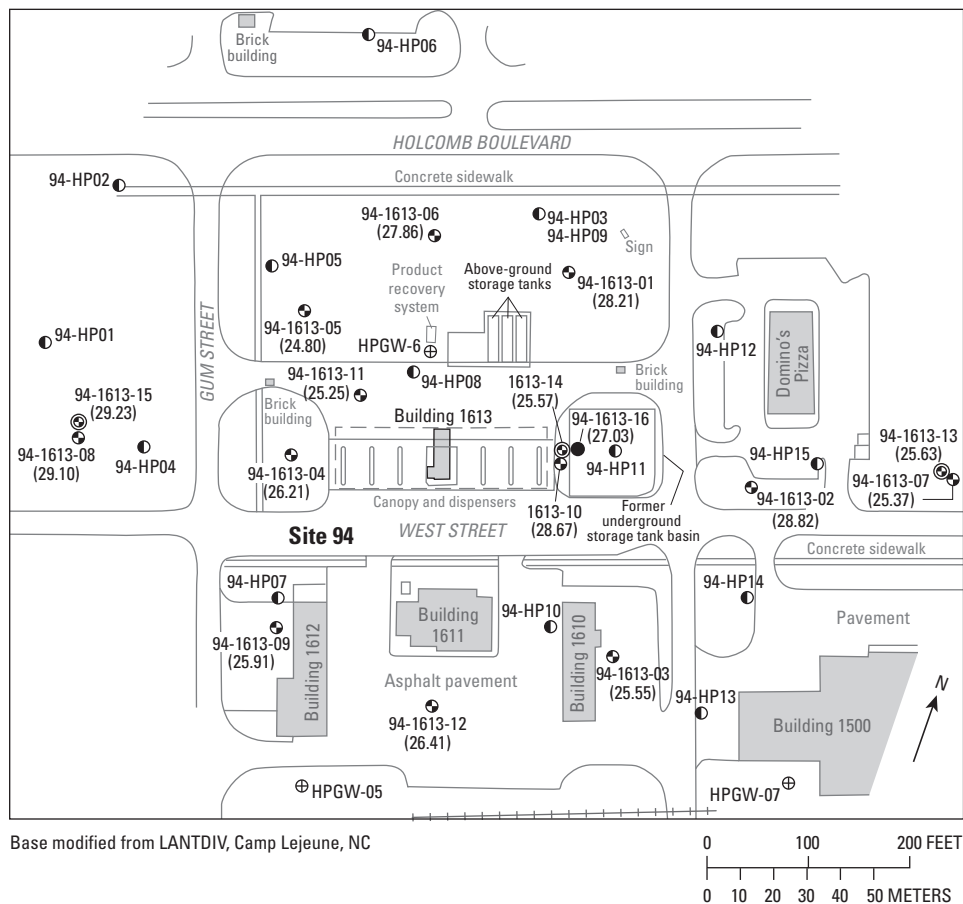 Brick
building
94-HP06
HOLCOMB BOULEVARD
94-HP02
Concrete sidewalk
94-1613-06
(27.86)
94-HP03
94-HP09
Sign
94-HP05
Product
recovery
system
Above-ground
storage tanks
94-1613-01
(28.21)
GUM STREET
94-1613-05
(24.80)
94-HP01
HPGW-6
94-HP12
Domino's
Pizza
94-1613-11
(25.25)
94-HP08
1613-14
(25.57)
Brick
building
94-1613-15
(29.23)
Brick
building
Building 1613
94-1613-16
(27.03)
94-1613-13
(25.63)
94-1613-08
(29.10)
94-HP04
94-1613-04
(26.21)
94-HP11
94-HP15
94-1613-07
(25.37)
Canopy and dispensers
1613-10
(28.67)
Former
underground
storage tank basin
94-1613-02
(28.82)
Site 94
WEST STREET
Concrete sidewalk
94-HP07
Building
1611
94-HP10
94-HP14
Pavement
94-1613-09
(25.91)
Building 1612
Building 1610
94-1613-03
(25.55)
Asphalt pavement
94-1613-12
(26.41)
94-HP13
Building 1500
N
HPGW-05
HPGW-07
Base modified from LANTDIV, Camp Lejeune, NC
0 100 200 FEET
0 10 20 30 40 50 METERS